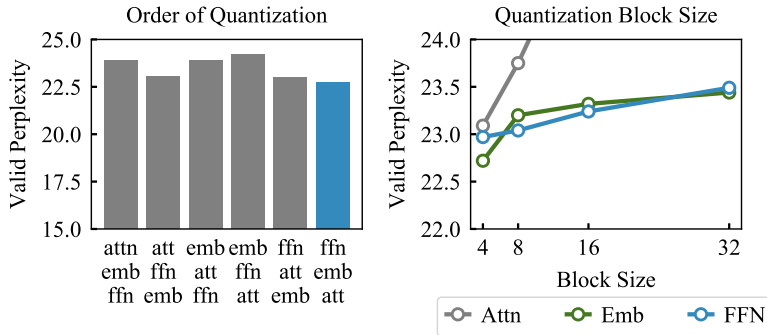 Order of Quantization
Valid Perplexity
25.0
22.5
20.0
17.5
15.0
attn att emb emb ffn ffn
emb ffn att ffn att emb
ffn emb ffn att emb att
Quantization Block Size
Valid Perplexity
24.0
23.5
23.0
22.5
22.0
4 8 16 32
Block Size
Attn Emb FFN